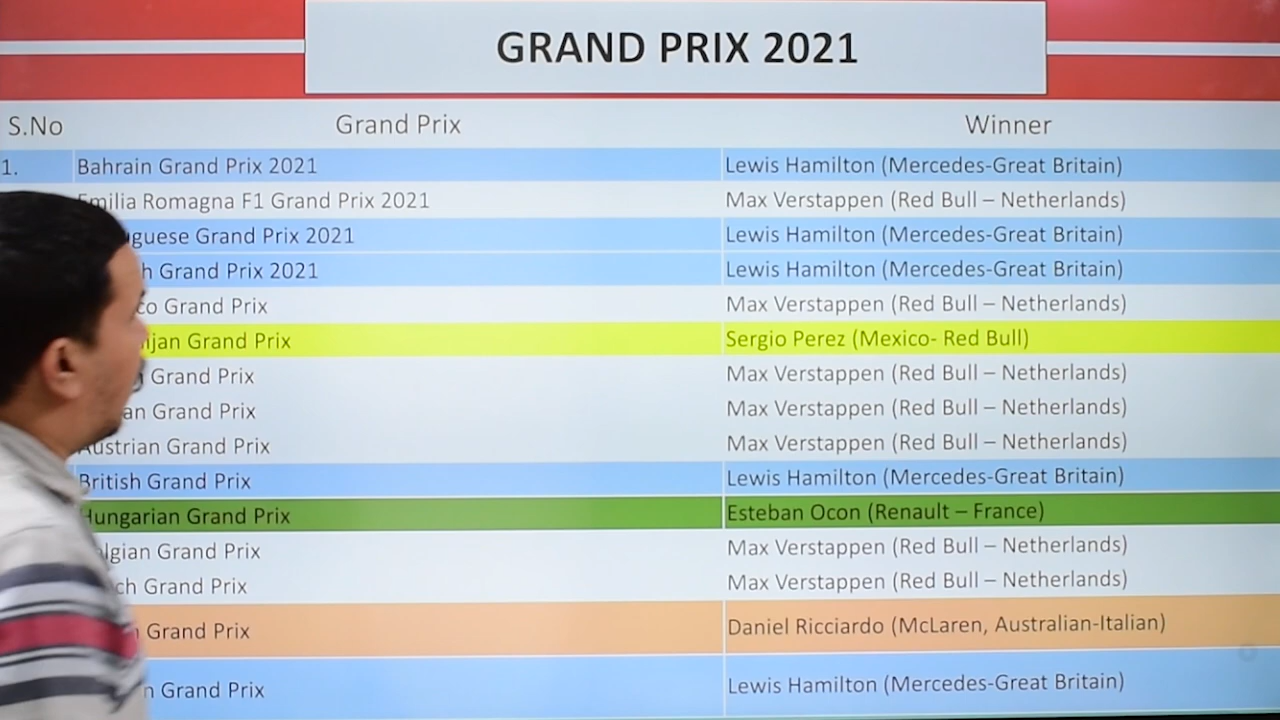 GRAND PRIX 2021
S.No Grand Prix Winner
1. Bahrain Grand Prix 2021 Lewis Hamilton (Mercedes-Great Britain)
Emilia Romagna F1 Grand Prix 2021 Max Verstappen (Red Bull – Netherlands)
Grand Prix 2021 Lewis Hamilton (Mercedes-Great Britain)
Grand Prix 2021 Lewis Hamilton (Mercedes-Great Britain)
Grand Prix Max Verstappen (Red Bull – Netherlands)
Grand Prix Sergio Perez (Mexico- Red Bull)
Grand Prix Max Verstappen (Red Bull – Netherlands)
Grand Prix Max Verstappen (Red Bull – Netherlands)
Austrian Grand Prix Max Verstappen (Red Bull – Netherlands)
British Grand Prix Lewis Hamilton (Mercedes-Great Britain)
Hungarian Grand Prix Esteban Ocon (Renault – France)
Belgian Grand Prix Max Verstappen (Red Bull – Netherlands)
Grand Prix Max Verstappen (Red Bull – Netherlands)
Grand Prix Daniel Ricciardo (McLaren, Australian-Italian)
Grand Prix Lewis Hamilton (Mercedes-Great Britain)